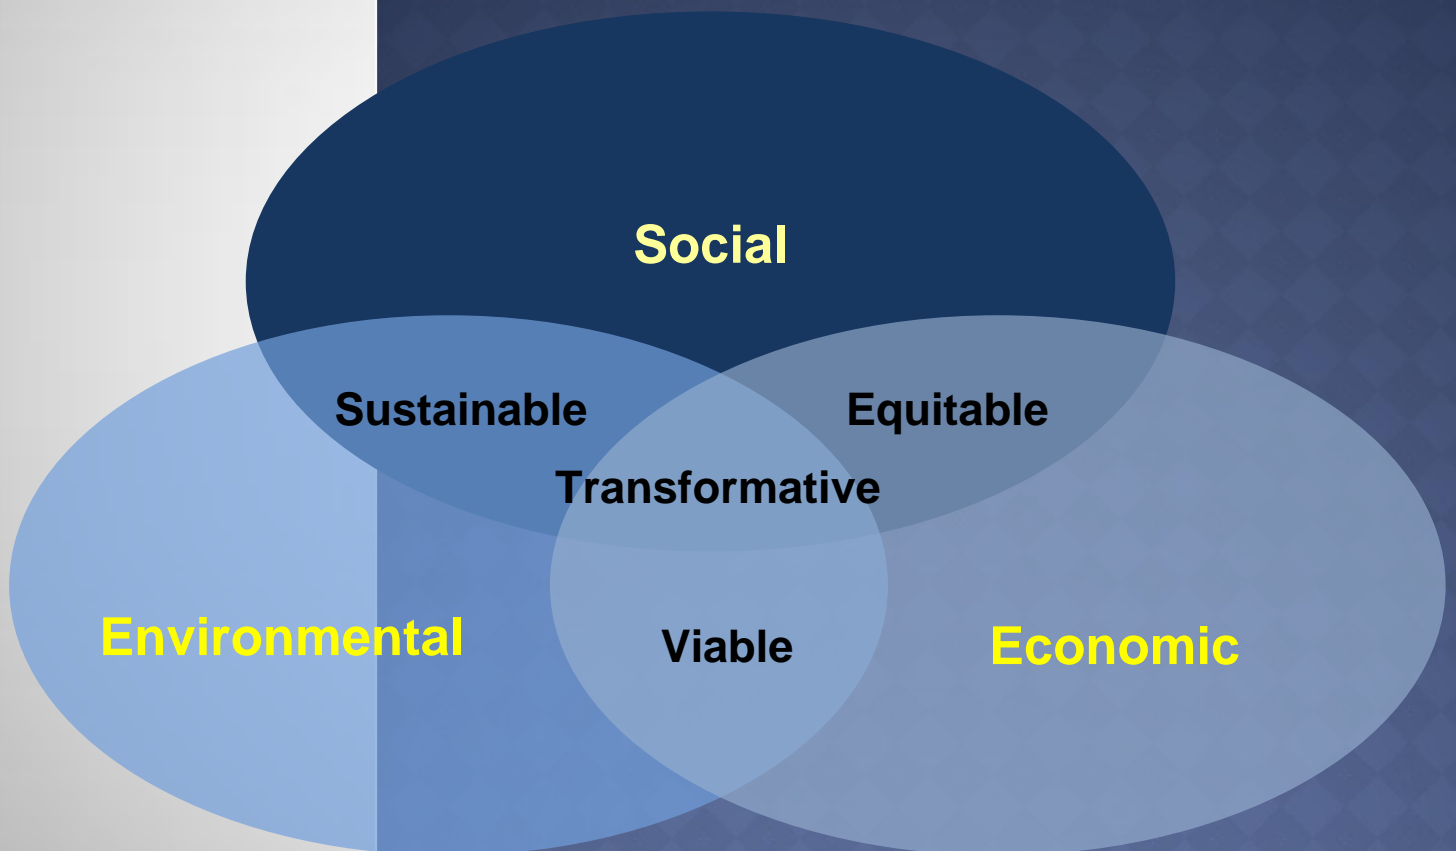 Social
Sustainable
Equitable
Transformative
Environmental
Viable
Economic